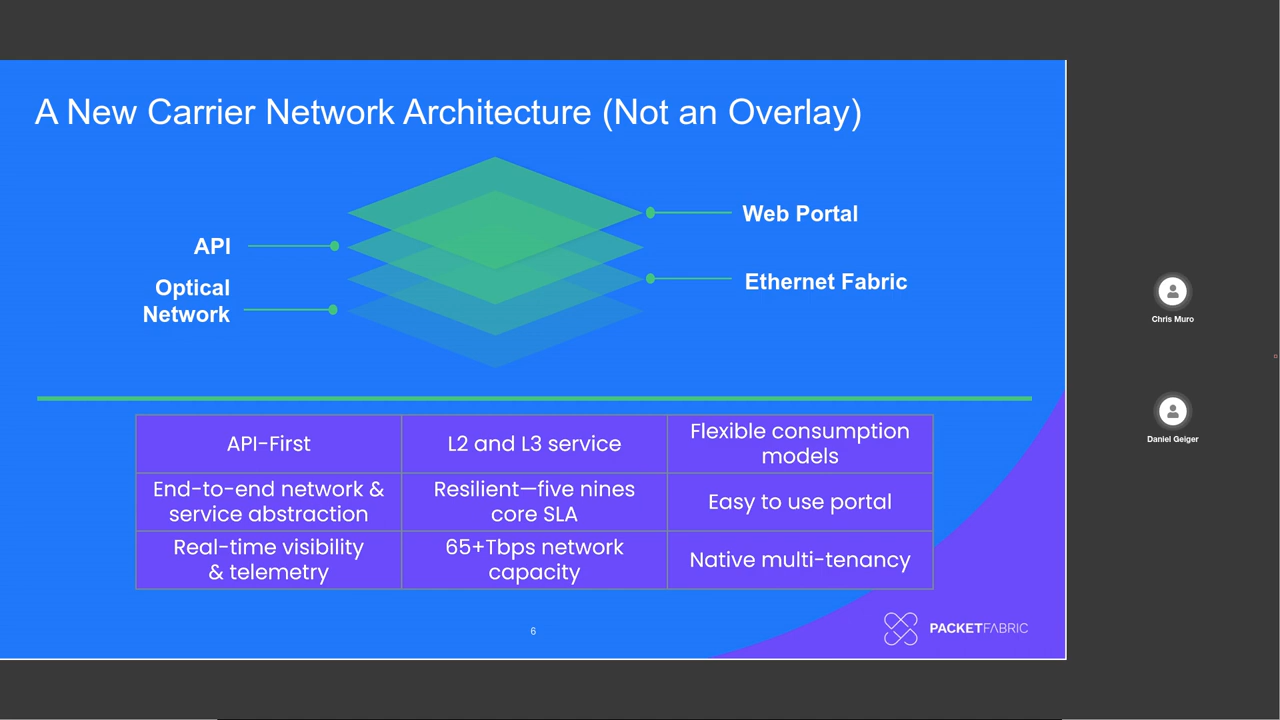 A New Carrier Network Architecture (Not an Overlay)
Web Portal
API
Ethernet Fabric
Optical
Network
API-First
L2 and L3 service
Flexible consumption
models
End-to-end network &
service abstraction
Resilient—five nines
core SLA
Easy to use portal
Real-time visibility
& telemetry
65+Tbps network
capacity
Native multi-tenancy
6
PACKETFABRIC
Chris Muro
Daniel Geiger